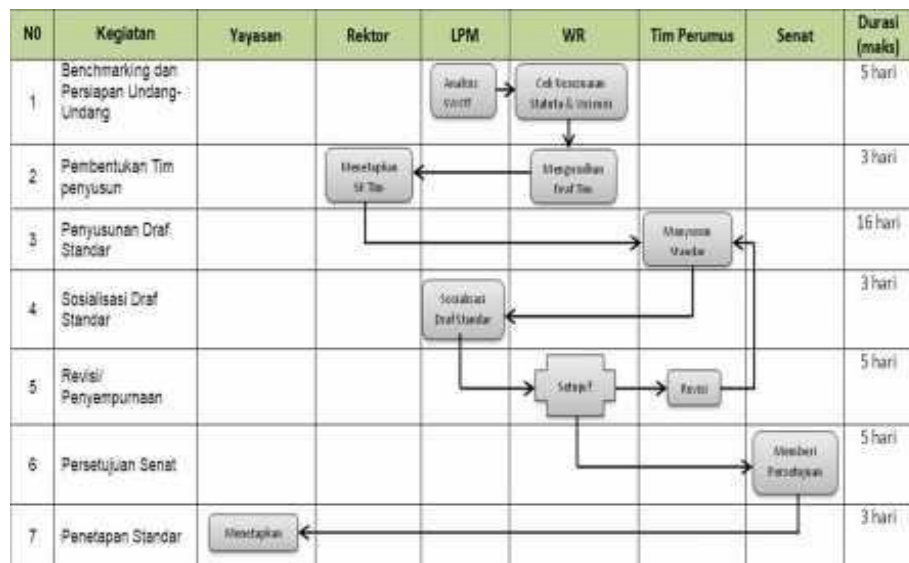 N0 Kegiatan Yayasan Rektor LPM WR Tim Perumus Senat Durasi
(maks)
1 Benchmarking dan
Persiapan Undang-
Undang
Analisis
SWOT
Cek Kesesuaian
Statuta &
5 hari
2 Pembentukan Tim
penyusun
Menetapkan
SK Tim
Draf Tim
3 hari
3 Penyusunan Draf
Standar
Menyusun
Standar
16 hari
4 Sosialisasi Draf
Standar
Sosialisasi
Draf Standar
3 hari
5 Revisi/
Penyempurnaan
Setuju?
Revisi
5 hari
6 Persetujuan Senat
Memberi
Persetujuan
5 hari
7 Penetapan Standar
Menetapkan
3 hari